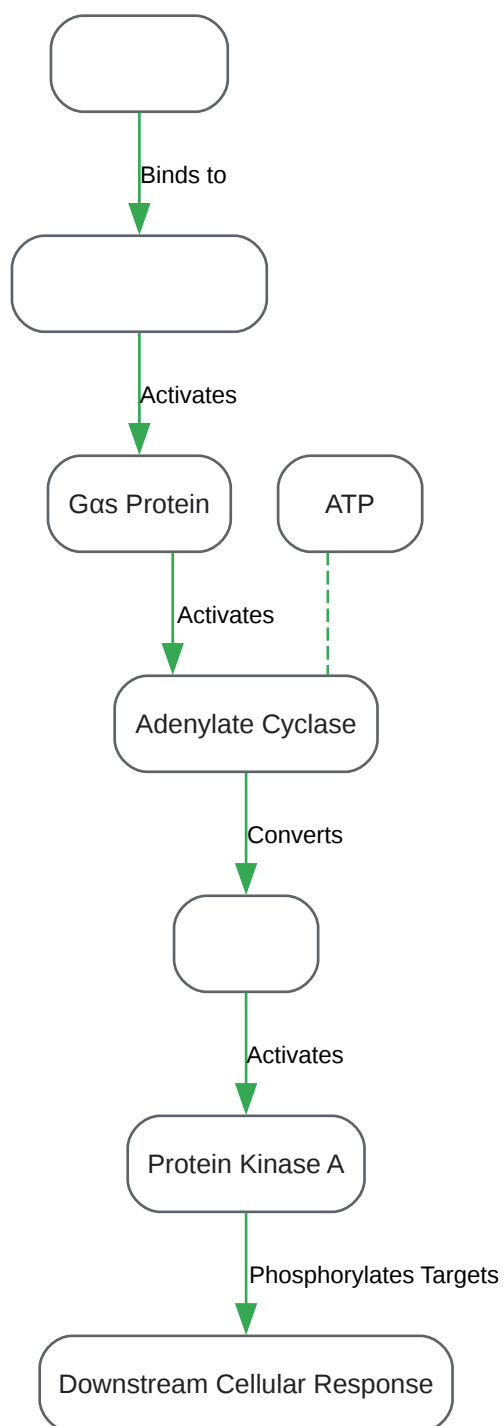 Binds to
Activates
Gαs Protein
ATP
Activates
Adenylate Cyclase
Converts
Activates
Protein Kinase A
Phosphorylates Targets
Downstream Cellular Response